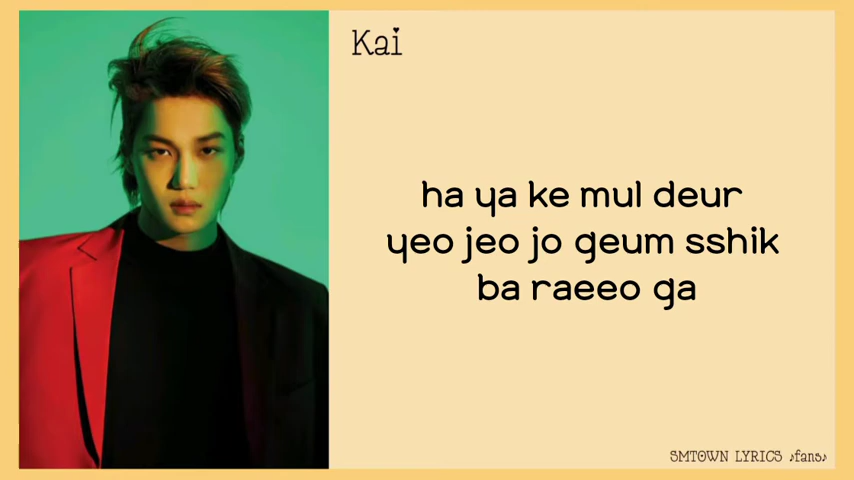 Kai
ha ya ke mul deur
yeo jeo jo geum sshik
ba raeeo ga
SMTOWN LYRICS ♪fans♪